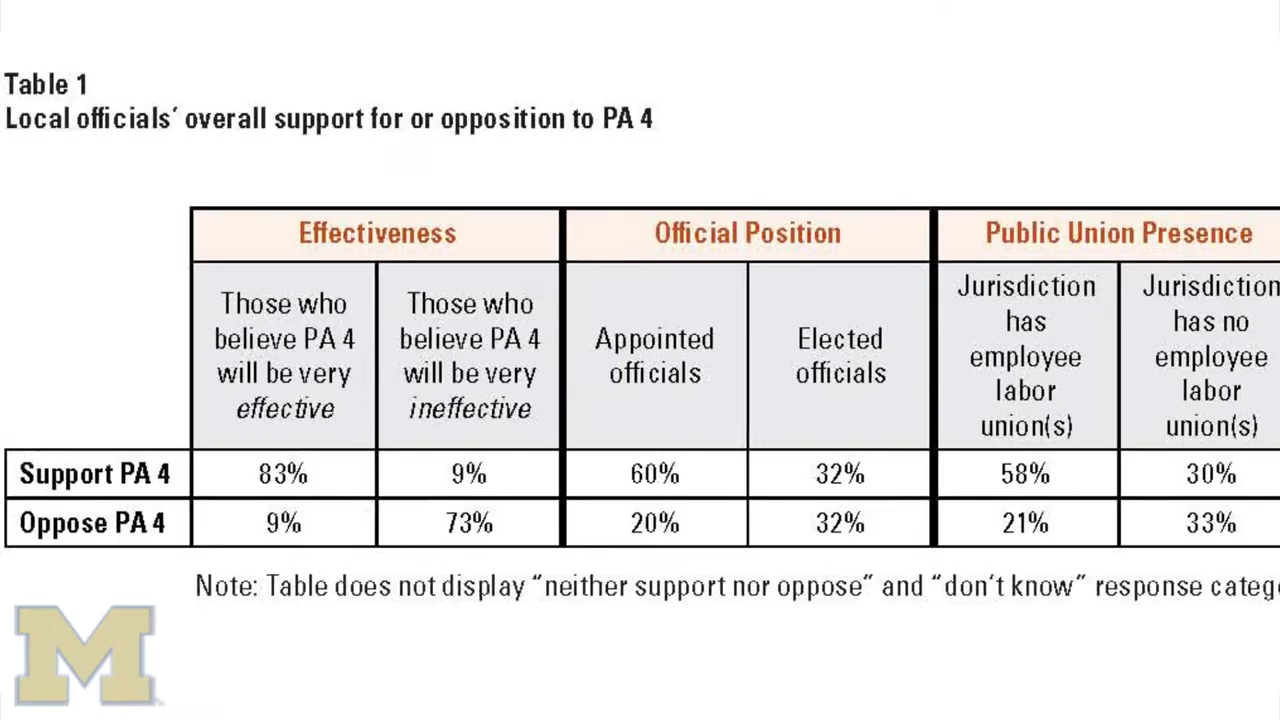 Table 1
Local officials' overall support for or opposition to PA 4
Effectiveness Official Position Public Union Presence
Those who believe PA 4 will be very effective
Those who believe PA 4 will be very ineffective
Appointed officials
Elected officials
Jurisdiction has employee labor union(s)
Jurisdiction has no employee labor union(s)
Support PA 4 83% 9% 60% 32% 58% 30%
Oppose PA 4 9% 73% 20% 32% 21% 33%
Note: Table does not display "neither support nor oppose" and "don't know" response
M